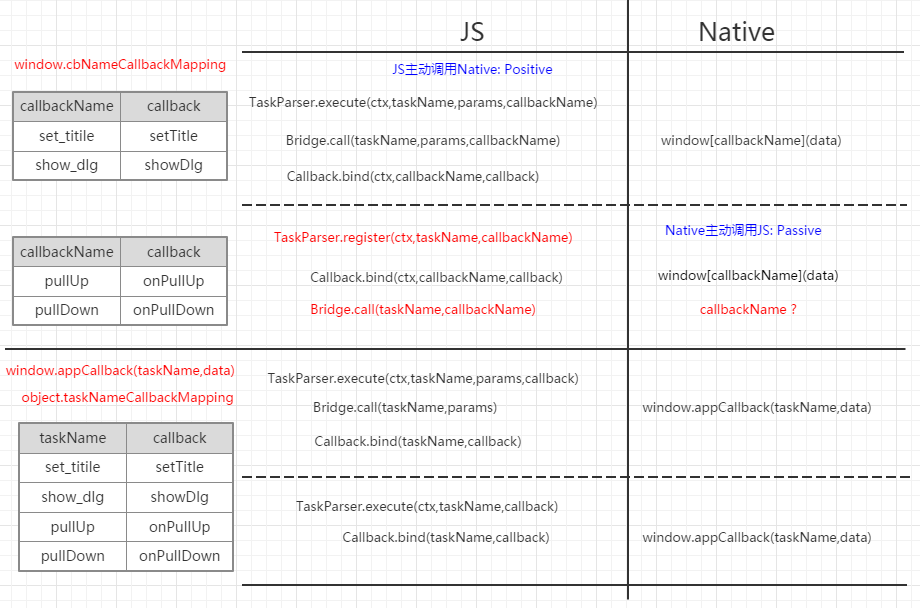 JS
Native
window.cbNameCallbackMapping
JS主动调用Native: Positive
callbackName callback
TaskParser.execute(ctx,taskName,params,callbackName)
set_titile setTitle
Bridge.call(taskName,params,callbackName)
window[callbackName](data)
show_dlg showDlg
Callback.bind(ctx,callbackName,callback)
TaskParser.register(ctx,taskName,callbackName)
Native主动调用JS: Passive
callbackName callback
pullUp onPullUp
Callback.bind(ctx,callbackName,callback)
window[callbackName](data)
pullDown onPullDown
Bridge.call(taskName,callbackName)
callbackName ?
window.appCallback(taskName,data)
TaskParser.execute(ctx,taskName,params,callback)
object.taskNameCallbackMapping
Bridge.call(taskName,params)
window.appCallback(taskName,data)
taskName callback
Callback.bind(taskName,callback)
set_titile setTitle
show_dlg showDlg
TaskParser.execute(ctx,taskName,callback)
pullUp onPullUp
Callback.bind(taskName,callback)
window.appCallback(taskName,data)
pullDown onPullDown